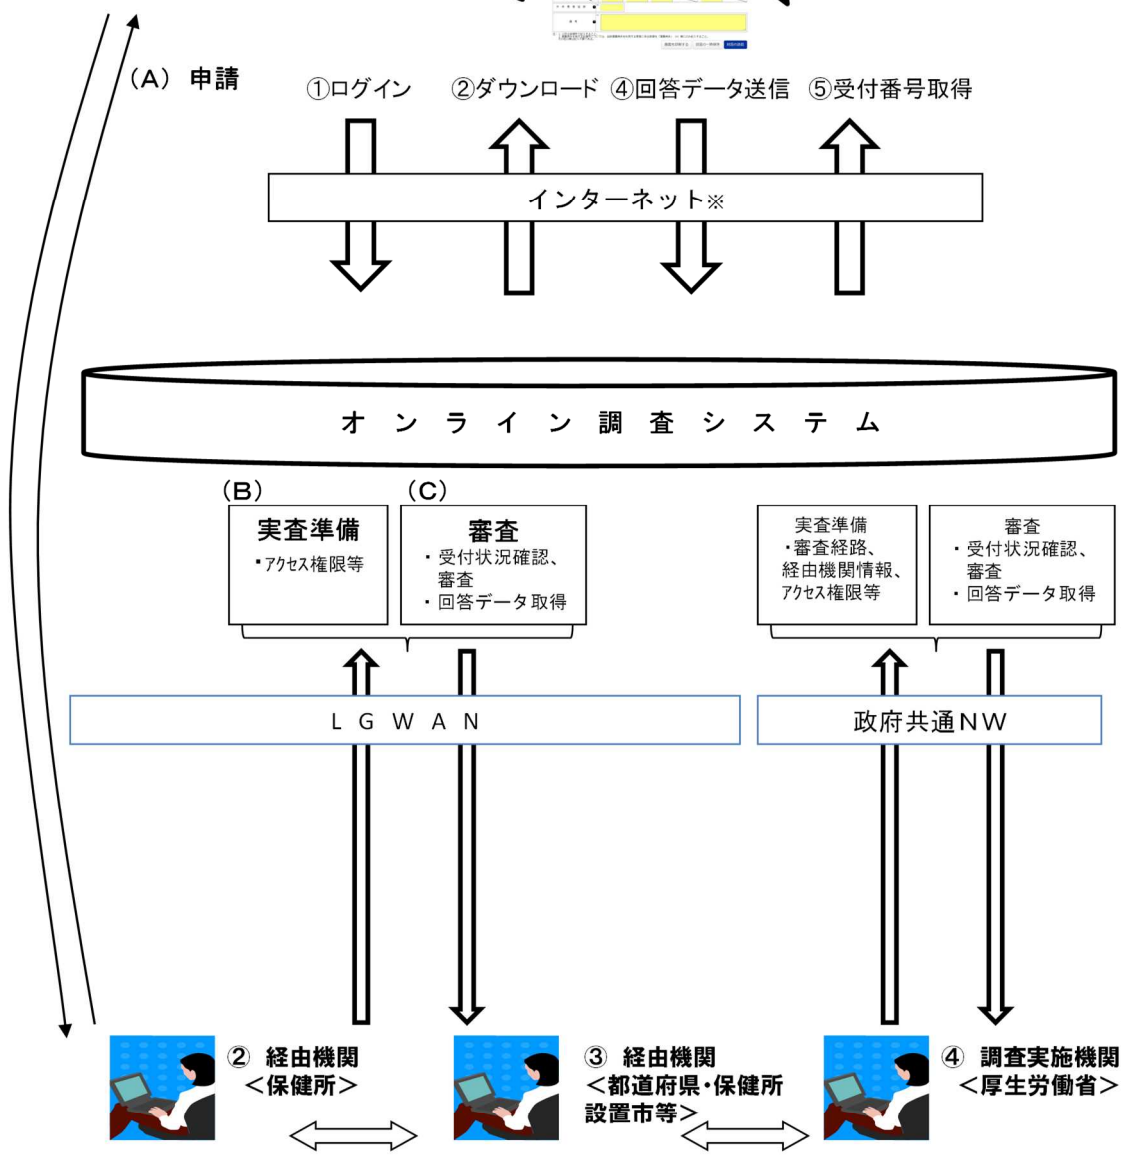 （A） 申請
①ログイン
②ダウンロード
④回答データ送信
⑤受付番号取得
インターネット※
オンライン調査システム
（B）
実査準備
・アクセス権限等
（C）
審査
・受付状況確認、
審査
・回答データ取得
実査準備
・審査経路、
経由機関情報、
アクセス権限等
審査
・受付状況確認、
審査
・回答データ取得
LGWAN
政府共通NW
② 経由機関
＜保健所＞
③ 経由機関
＜都道府県・保健所
設置市等＞
④ 調査実施機関
＜厚生労働省＞